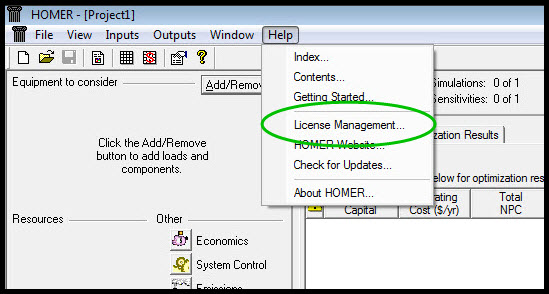 HOMER - [Project1]
File View Inputs Outputs Window Help
Index...
Contents...
Getting Started...
License Management...
HOMER Website...
Check for Updates...
About HOMER...
Equipment to consider Add/Remov
Click the Add/Remove
button to add loads and
components.
Resources Other
Economics
System Control
Emissions
Simulations: 0 of 1
Sensitivities: 0 of 1
Results
below for optimization res
Capital Cost ($/yr) NPC
Total